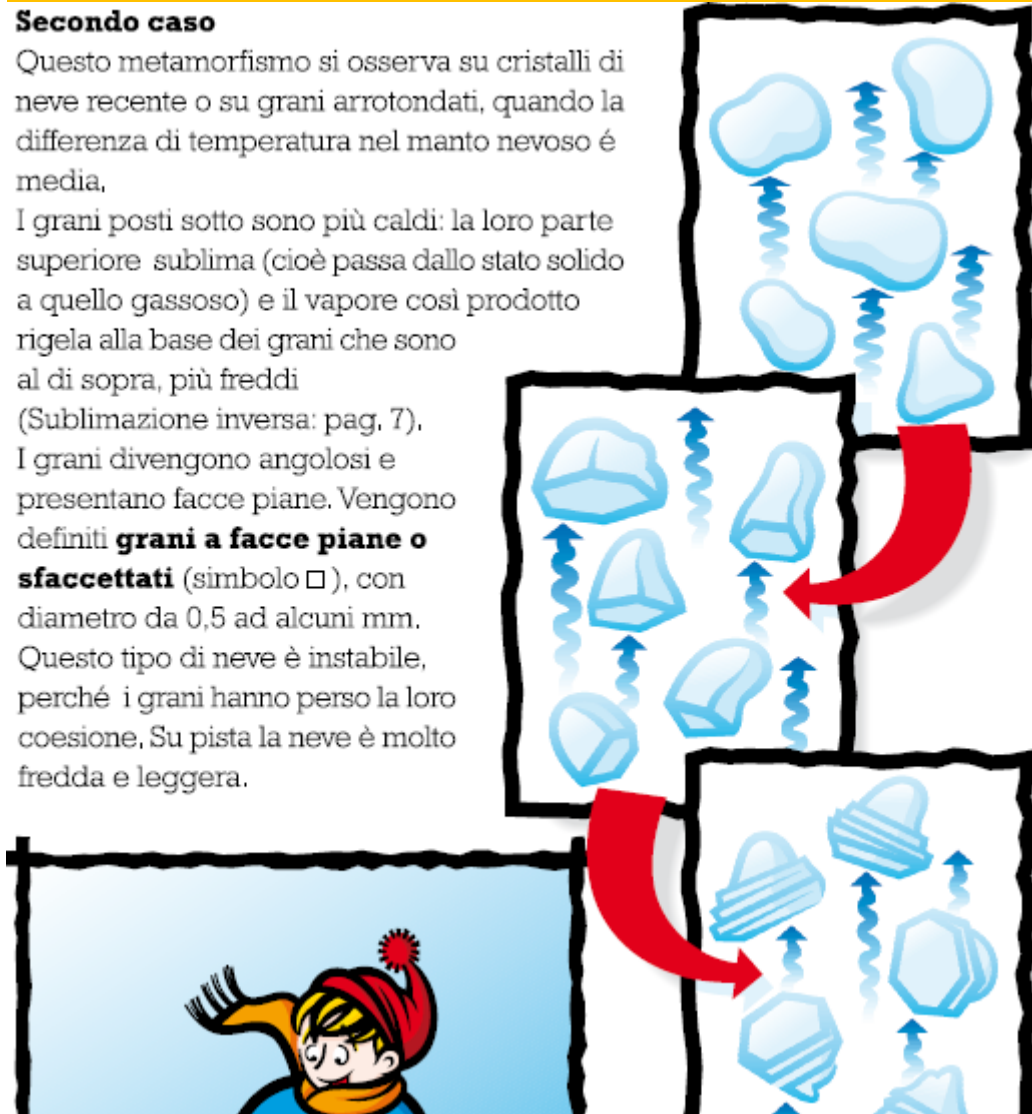 Secondo caso
Questo metamorfismo si osserva su cristalli di
neve recente o su grani arrotondati, quando la
differenza di temperatura nel manto nevoso é
media.
I grani posti sotto sono più caldi: la loro parte
superiore sublima (cioè passa dallo stato solido
a quello gassoso) e il vapore così prodotto
rigela alla base dei grani che sono
al di sopra, più freddi
(Sublimazione inversa: pag. 7).
I grani divengono angolosi e
presentano facce piane. Vengono
definiti grani a facce piane o
sfaccettati (simbolo □), con
diametro da 0,5 ad alcuni mm.
Questo tipo di neve è instabile,
perché i grani hanno perso la loro
coesione. Su pista la neve è molto
fredda e leggera.